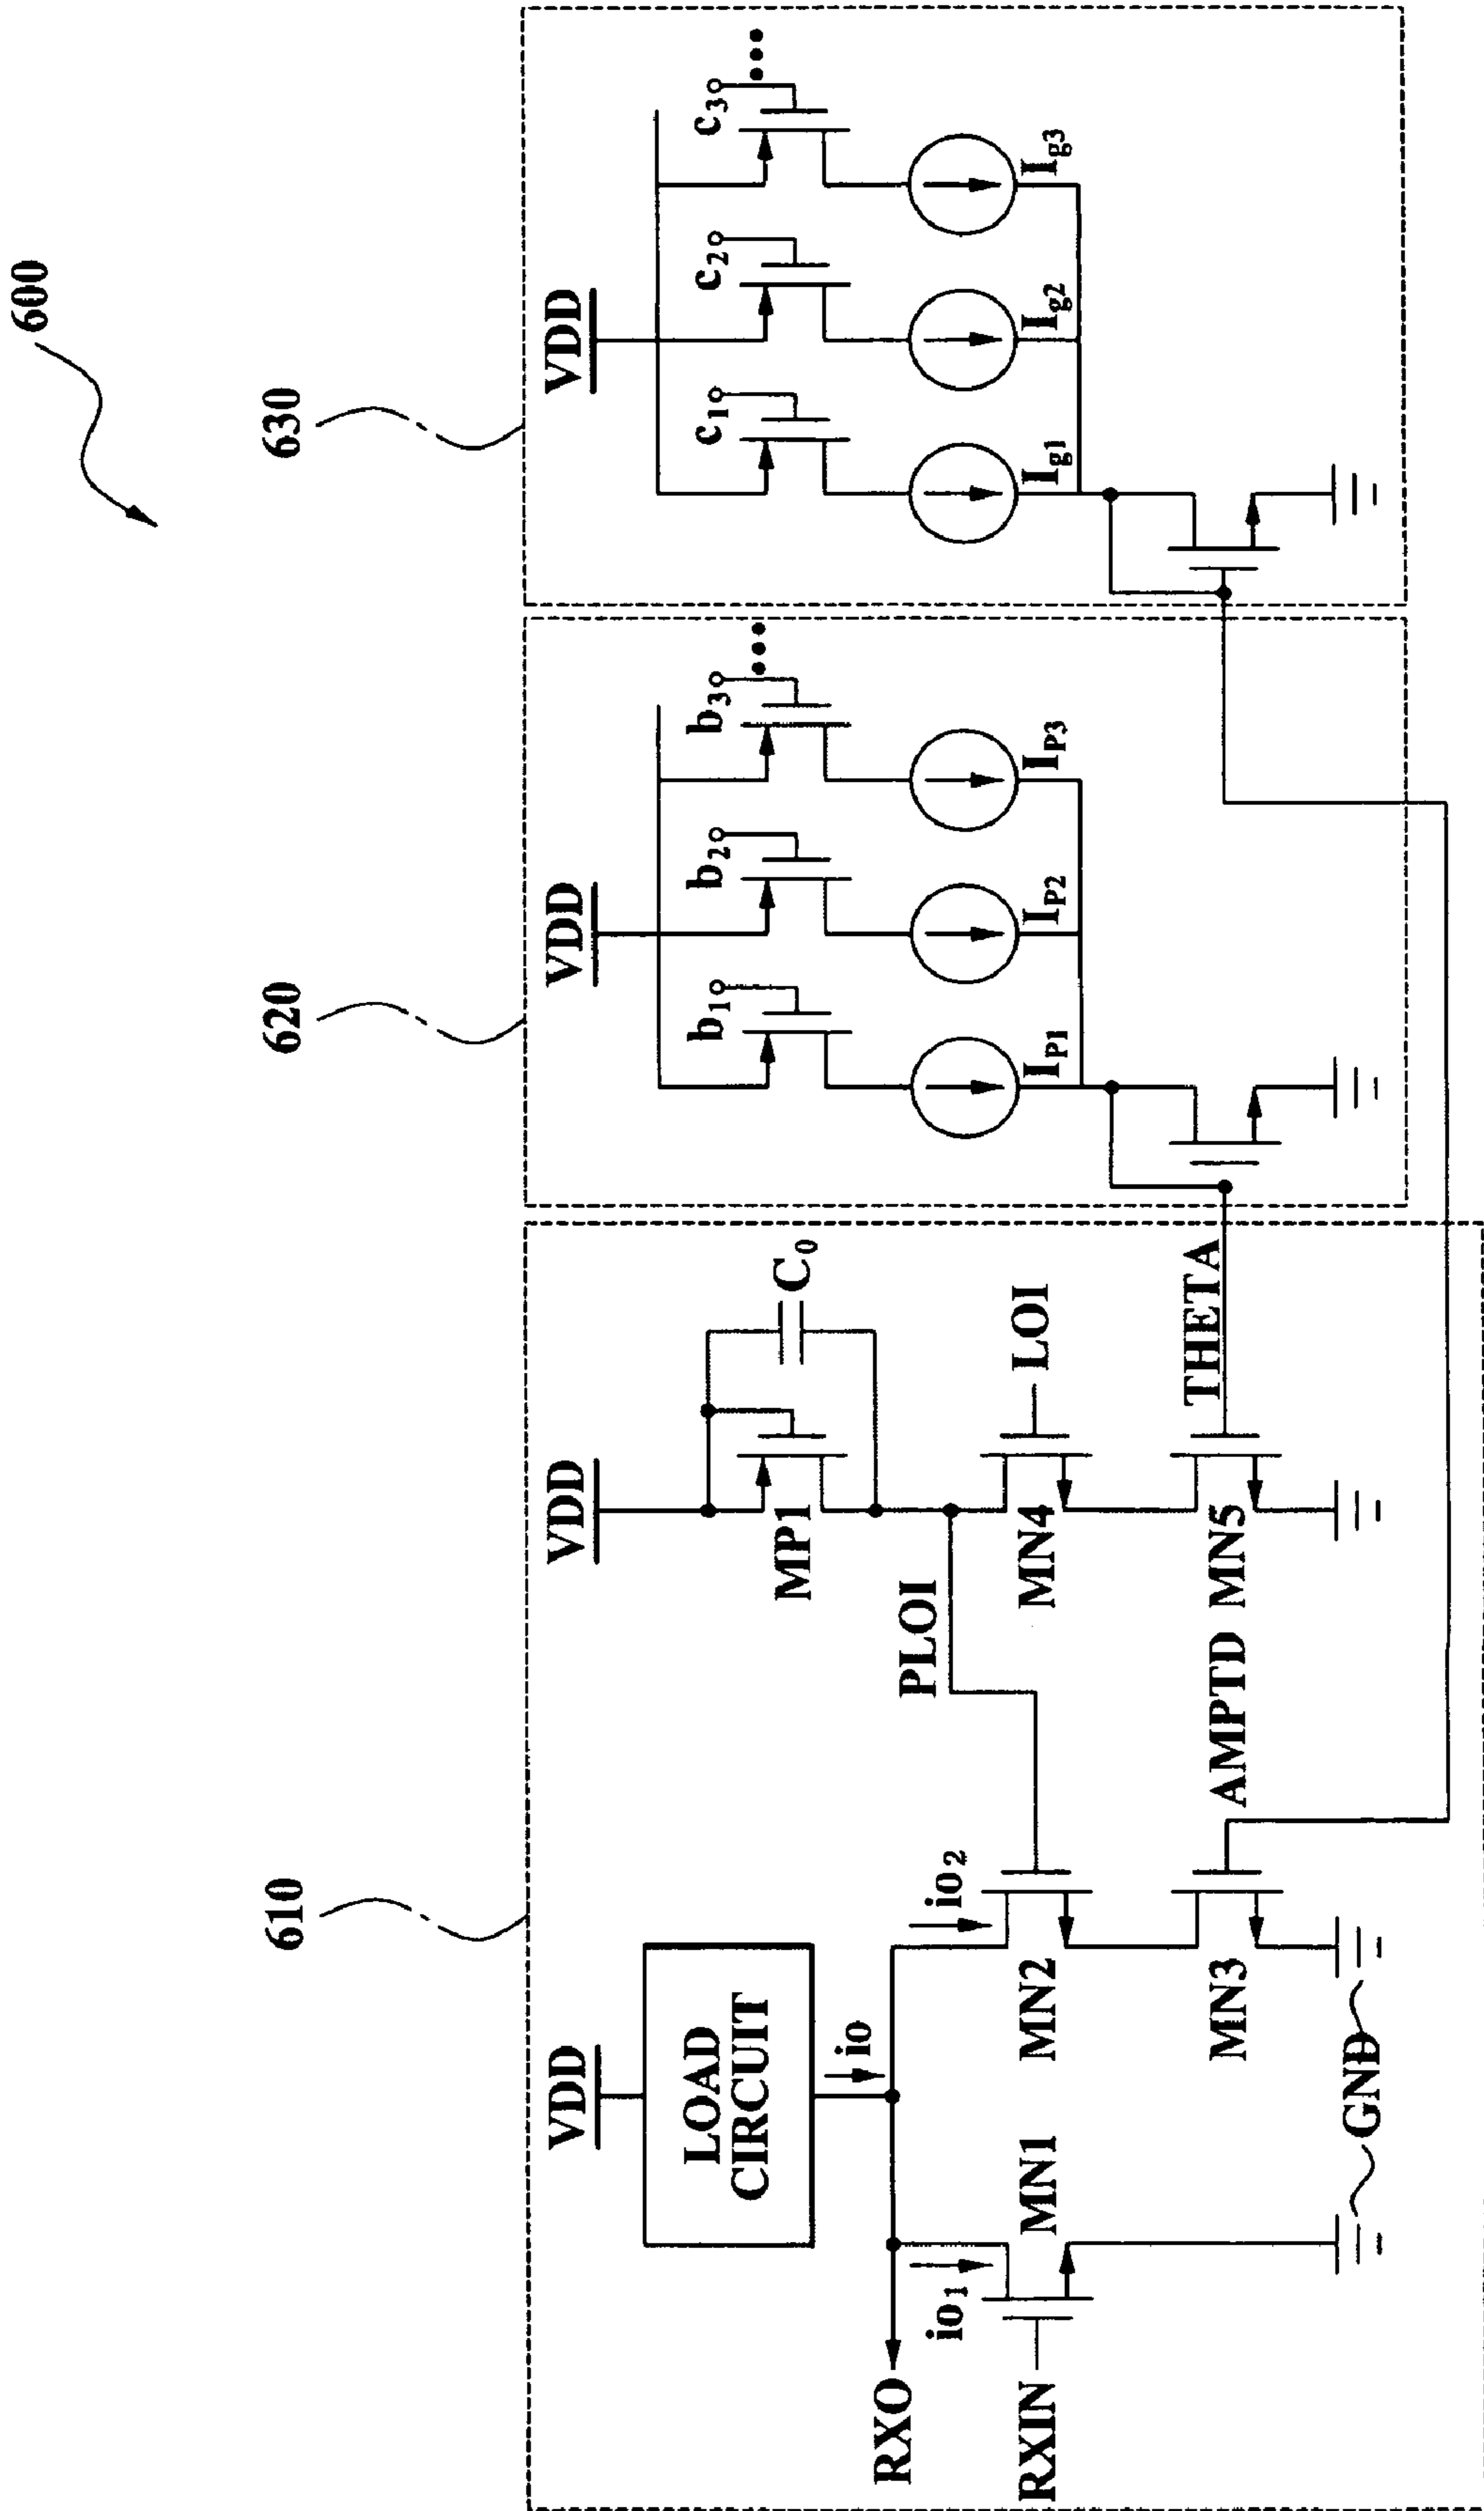 600
610
620
630
VDD
LOAD
CIRCUIT
io
RXO
io1
RXIN
MN1
io2
MN2
MN3
GND
PLOI
VDD
MP1
C0
MN4
LOI
AMPTD
MN5
THETA
VDD
b1
b2
b3
•••
IP1
IP2
IP3
VDD
c1
c2
c3
•••
Ig1
Ig2
Ig3